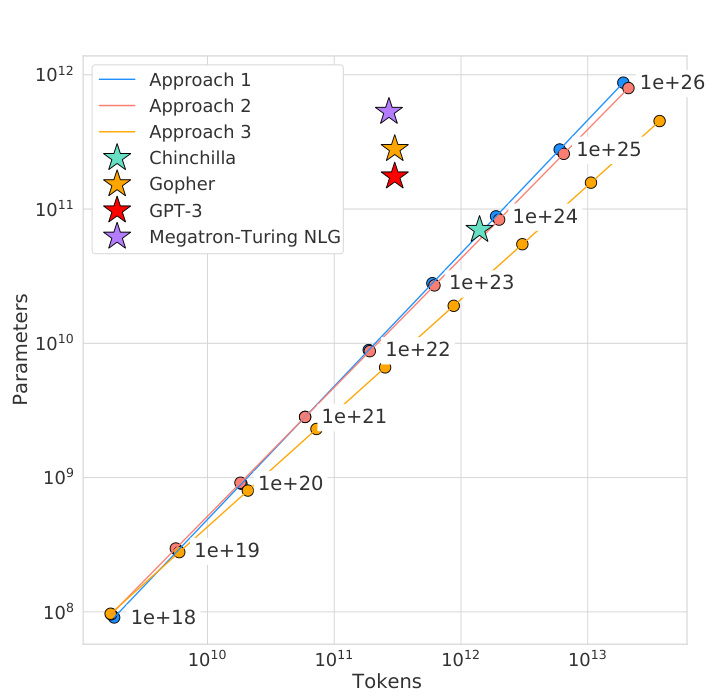 Approach 1
Approach 2
Approach 3
Chinchilla
Gopher
GPT-3
Megatron-Turing NLG
10¹²
10¹¹
10¹⁰
10⁹
10⁸
Parameters
1e+26
1e+25
1e+24
1e+23
1e+22
1e+21
1e+20
1e+19
1e+18
10¹⁰ 10¹¹ 10¹² 10¹³
Tokens